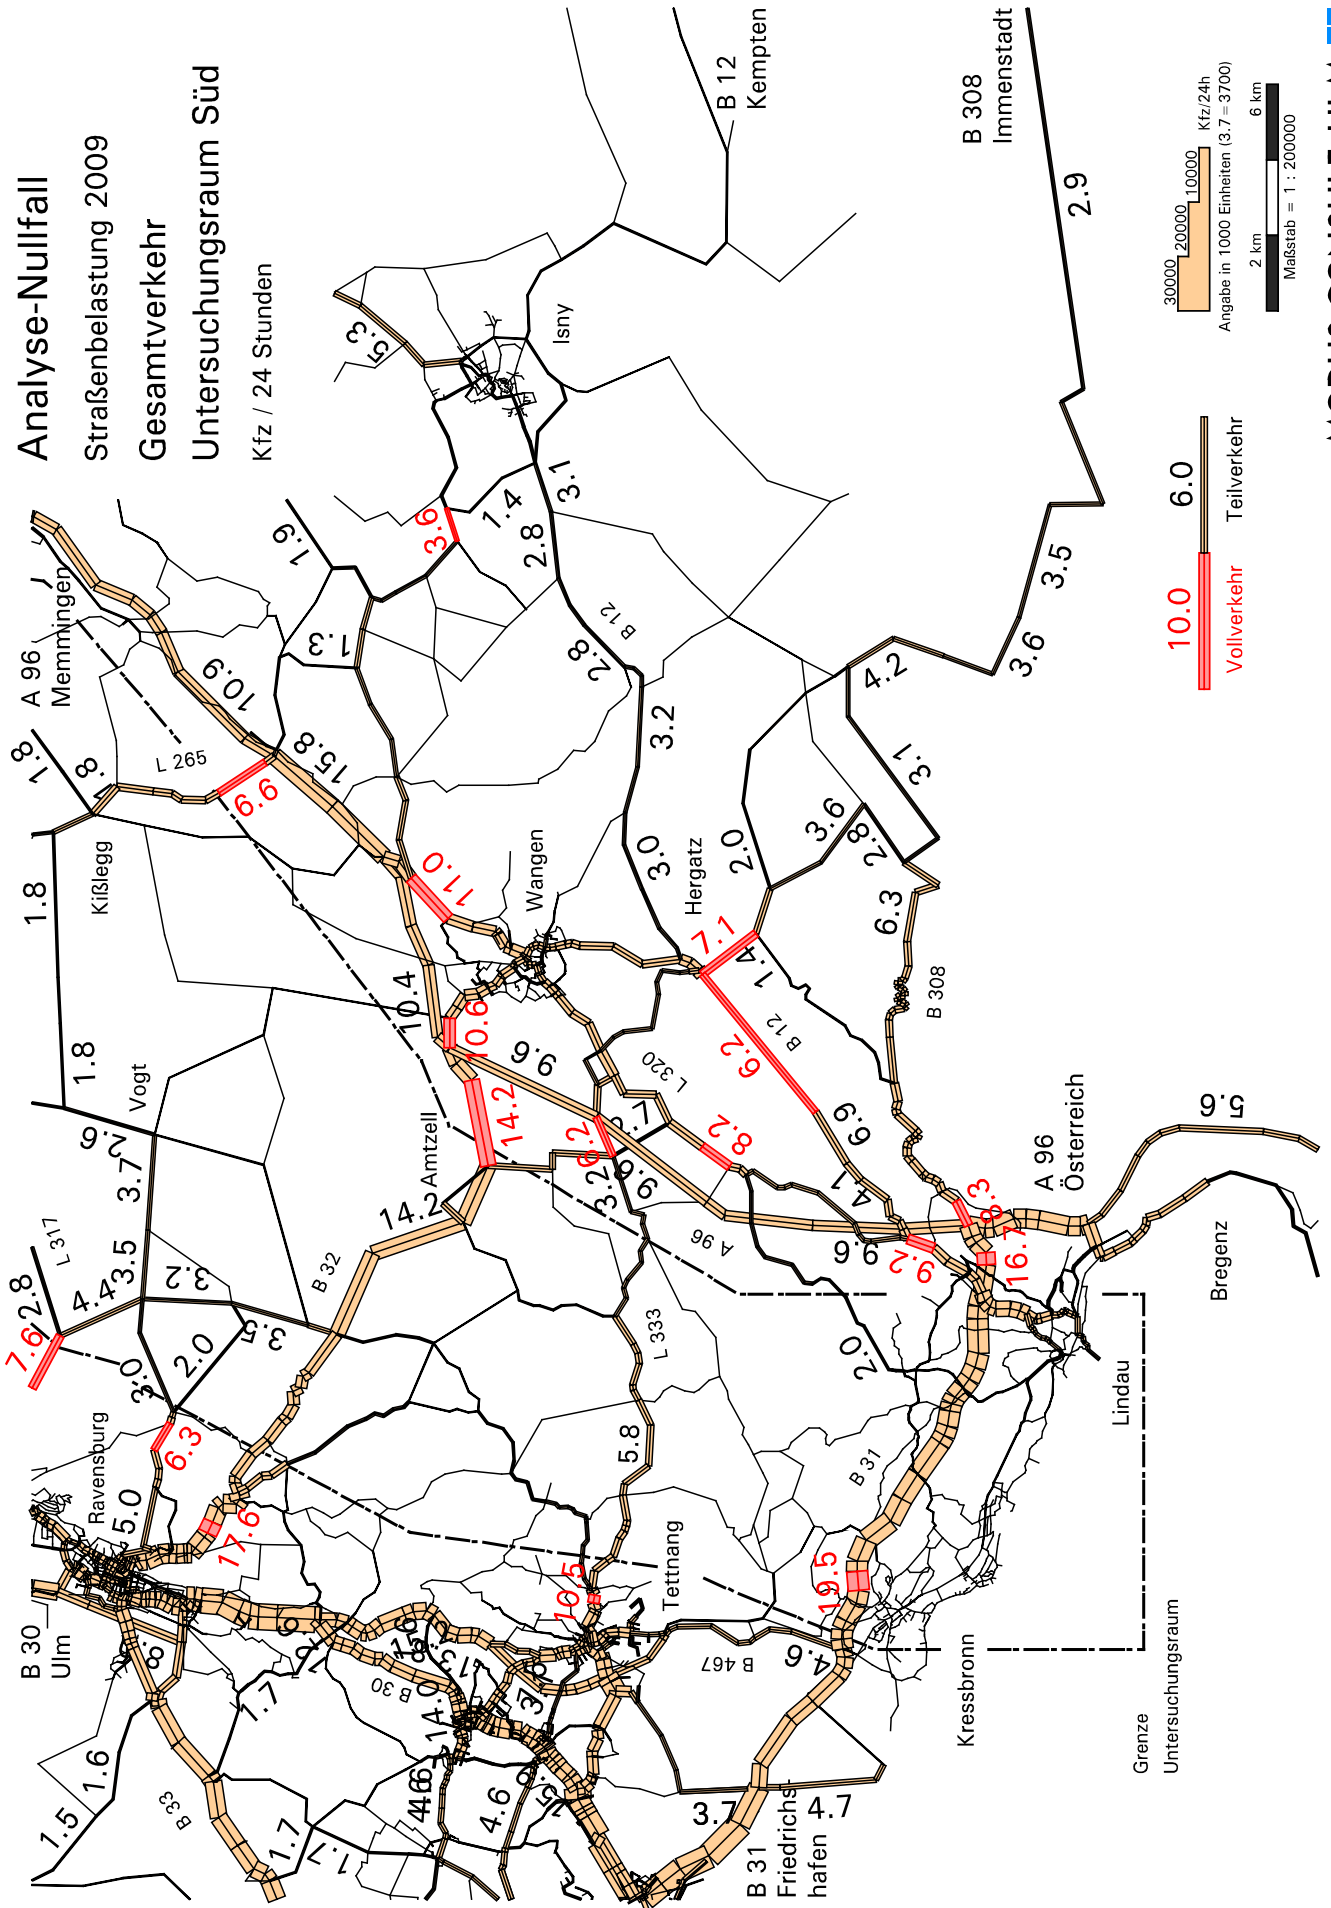 Analyse-Nullfall
Straßenbelastung 2009
Gesamtverkehr
Untersuchungsraum Süd
Kfz / 24 Stunden
B 12
Kempten
B 308
Immenstadt
2.9
30000
20000
10000
Kfz/24h
Angabe in 1000 Einheiten (3.7 = 3700)
2 km
6 km
Maßstab = 1 : 200000
10.0
6.0
Vollverkehr
Teilverkehr
Isny
5.3
3.6
1.4
3.1
2.8
1.9
1.3
A 96
Memmingen
10.9
15.8
L 265
6.6
1.8
1.8
1.8
Kißlegg
B 12
2.8
3.2
3.0
Hergatz
4.2
3.6
3.5
3.1
3.6
2.8
2.0
6.3
B 308
7.1
1.4
B 12
6.2
6.9
4.1
11.0
Wangen
10.4
10.6
9.6
L 320
14.2
6.2
8.2
9.6
3.2
Amtzell
14.2
Vogt
2.6
3.7
3.5
3.2
L 317
2.8
4.4
7.6
3.0
2.0
3.5
B 32
A 96
9.6
9.2
8.3
16.7
A 96
Österreich
5.6
Bregenz
Lindau
L 333
2.0
5.8
B 31
Ravensburg
5.0
6.3
17.6
B 30
Ulm
10.5
Tettnang
19.5
B 467
4.6
Kressbronn
Grenze
Untersuchungsraum
B 30
14.0
1.7
1.6
1.5
B 33
1.7
1.7
4.6
4.6
3.7
4.7
B 31
Friedrichs-
hafen